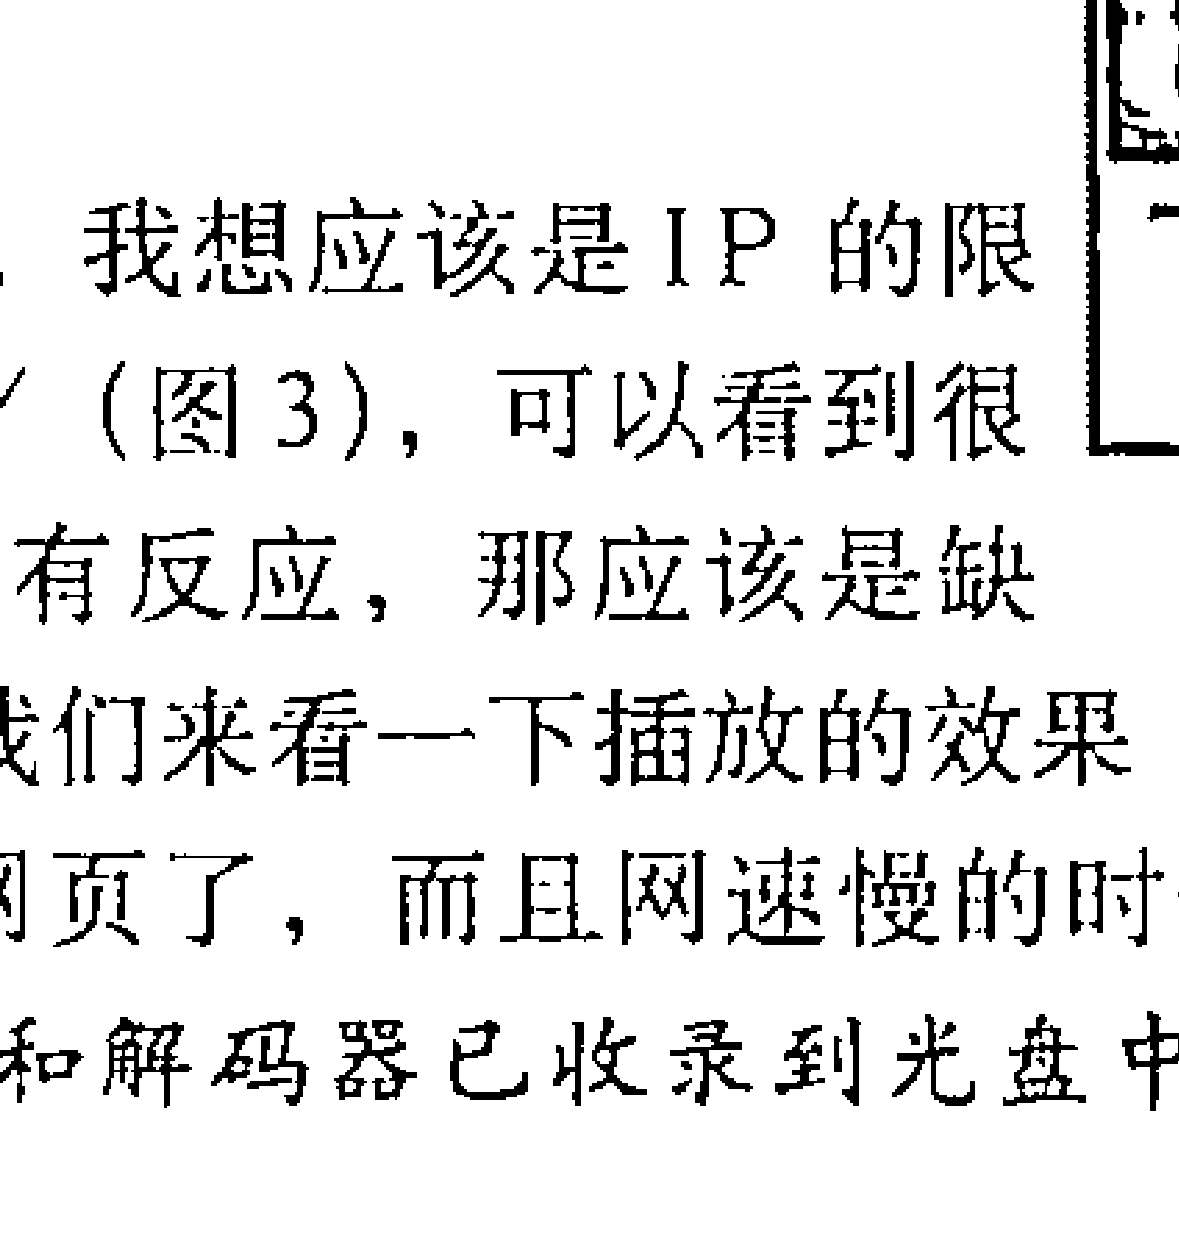 我想应该是IP 的限
(图3)，可以看到很
有反应，那应该是缺
我们来看一下插放的效果
网页了，而且网速慢的时
和解码器已收录到光盘中